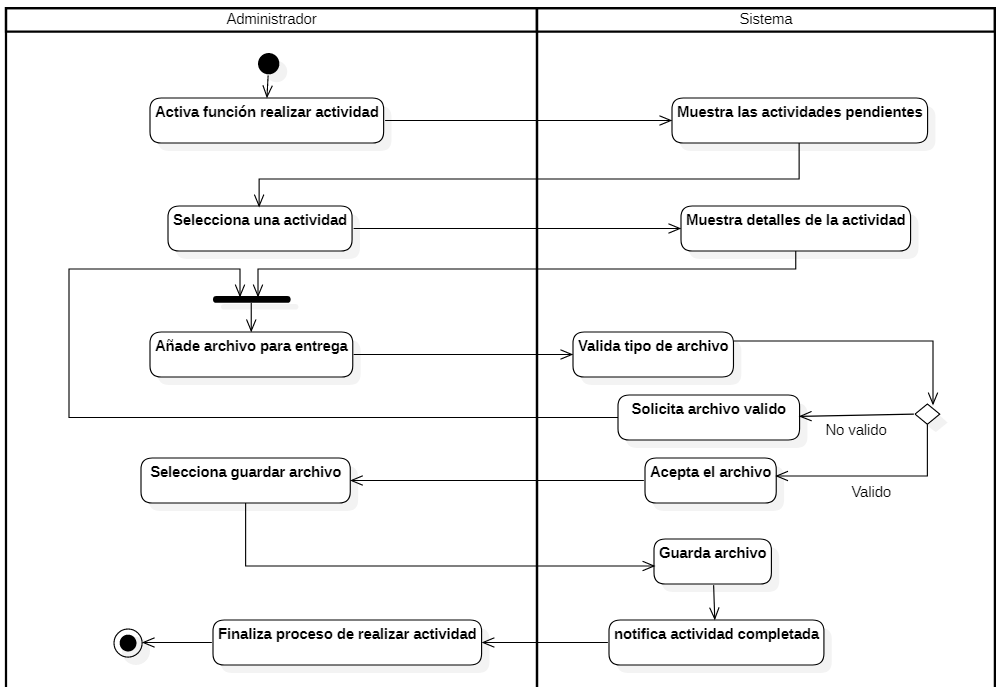 Administrador
Sistema
Activa función realizar actividad
Muestra las actividades pendientes
Selecciona una actividad
Muestra detalles de la actividad
Añade archivo para entrega
Valida tipo de archivo
Solicita archivo valido
No valido
Selecciona guardar archivo
Acepta el archivo
Valido
Guarda archivo
Finaliza proceso de realizar actividad
notifica actividad completada